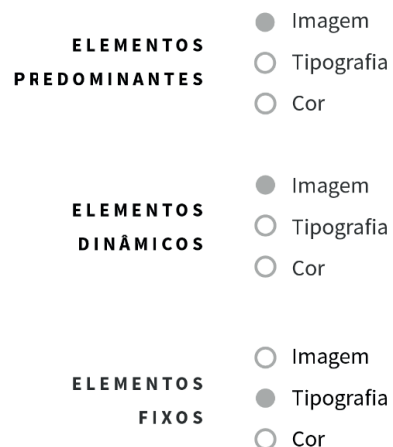 ELEMENTOS
PREDOMINANTES
Imagem
Tipografia
Cor
ELEMENTOS
DINÂMICOS
Imagem
Tipografia
Cor
ELEMENTOS
FIXOS
Imagem
Tipografia
Cor